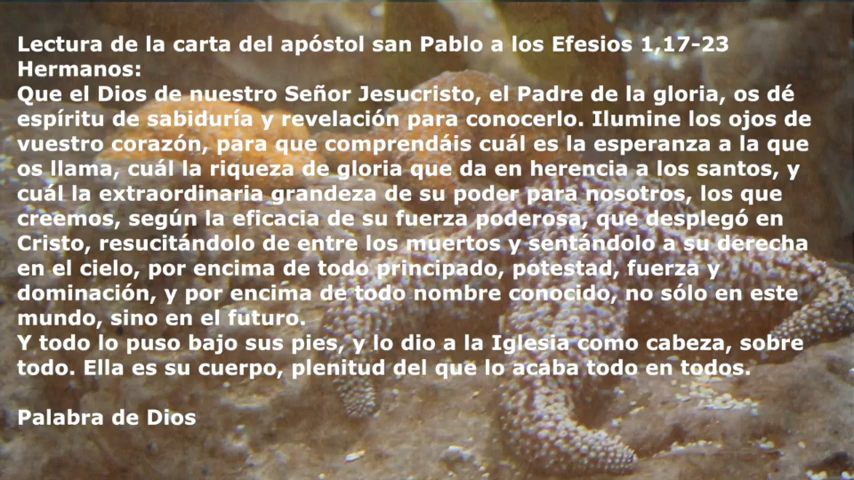 Lectura de la carta del apóstol san Pablo a los Efesios 1,17-23
Hermanos:
Que el Dios de nuestro Señor Jesucristo, el Padre de la gloria, os dé
espíritu de sabiduría y revelación para conocerlo. Ilumine los ojos de
vuestro corazón, para que comprendáis cuál es la esperanza a la que
os llama, cuál la riqueza de gloria que da en herencia a los santos, y
cuál la extraordinaria grandeza de su poder para nosotros, los que
creemos, según la eficacia de su fuerza poderosa, que desplegó en
Cristo, resucitándolo de entre los muertos y sentándolo a su derecha
en el cielo, por encima de todo principado, potestad, fuerza y
dominación, y por encima de todo nombre conocido, no sólo en este
mundo, sino en el futuro.
Y todo lo puso bajo sus pies, y lo dio a la Iglesia como cabeza, sobre
todo. Ella es su cuerpo, plenitud del que lo acaba todo en todos.
Palabra de Dios